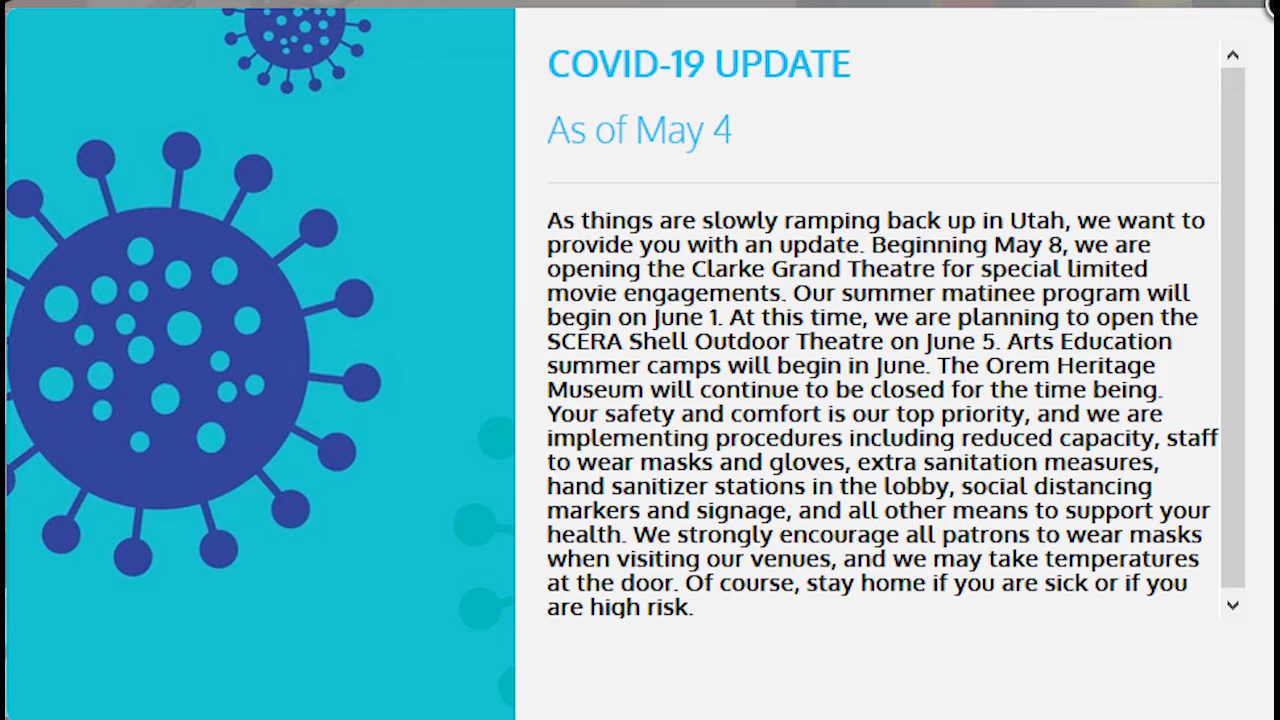 COVID-19 UPDATE
As of May 4
As things are slowly ramping back up in Utah, we want to
provide you with an update. Beginning May 8, we are
opening the Clarke Grand Theatre for special limited
movie engagements. Our summer matinee program will
begin on June 1. At this time, we are planning to open the
SCERA Shell Outdoor Theatre on June 5. Arts Education
summer camps will begin in June. The Orem Heritage
Museum will continue to be closed for the time being.
Your safety and comfort is our top priority, and we are
implementing procedures including reduced capacity, staff
to wear masks and gloves, extra sanitation measures,
hand sanitizer stations in the lobby, social distancing
markers and signage, and all other means to support your
health. We strongly encourage all patrons to wear masks
when visiting our venues, and we may take temperatures
at the door. Of course, stay home if you are sick or if you
are high risk.